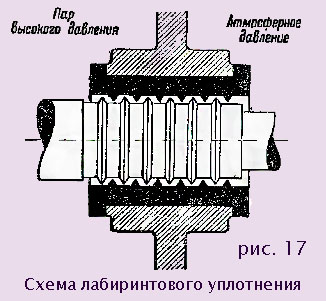 Пар
высокого давления
Атмосферное
давление
рис. 17
Схема лабиринтового уплотнения